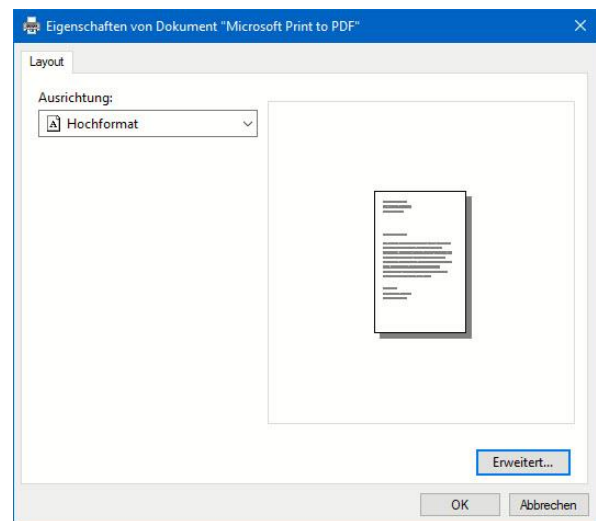 Eigenschaften von Dokument "Microsoft Print to PDF"
Layout
Ausrichtung:
A Hochformat
Erweitert...
OK Abbrechen